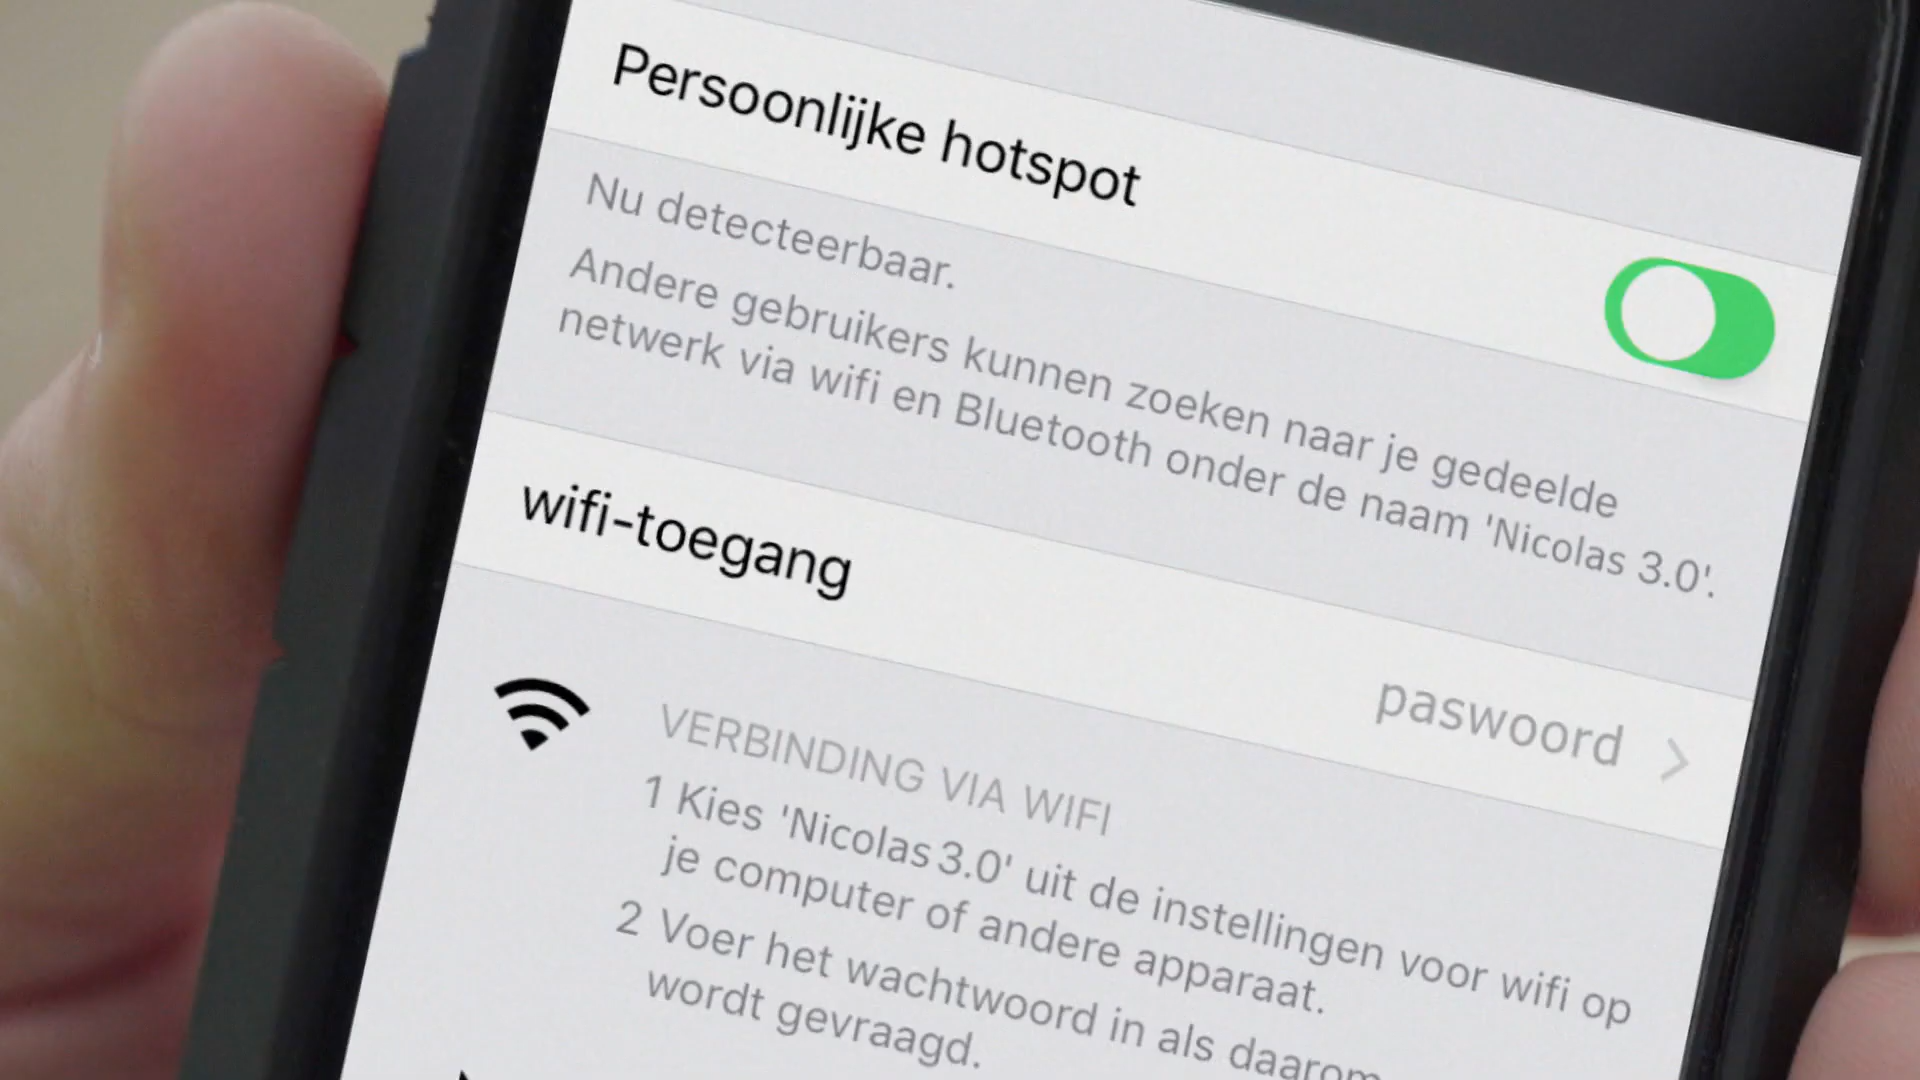 Persoonlijke hotspot
Nu detecteerbaar.
Andere gebruikers kunnen zoeken naar je gedeelde
netwerk via wifi en Bluetooth onder de naam 'Nicolas 3.0'.
wifi-toegang
paswoord
VERBINDING VIA WIFI
1 Kies 'Nicolas 3.0' uit de instellingen voor wifi op
je computer of andere apparaat.
2 Voer het wachtwoord in als daarom
wordt gevraagd.